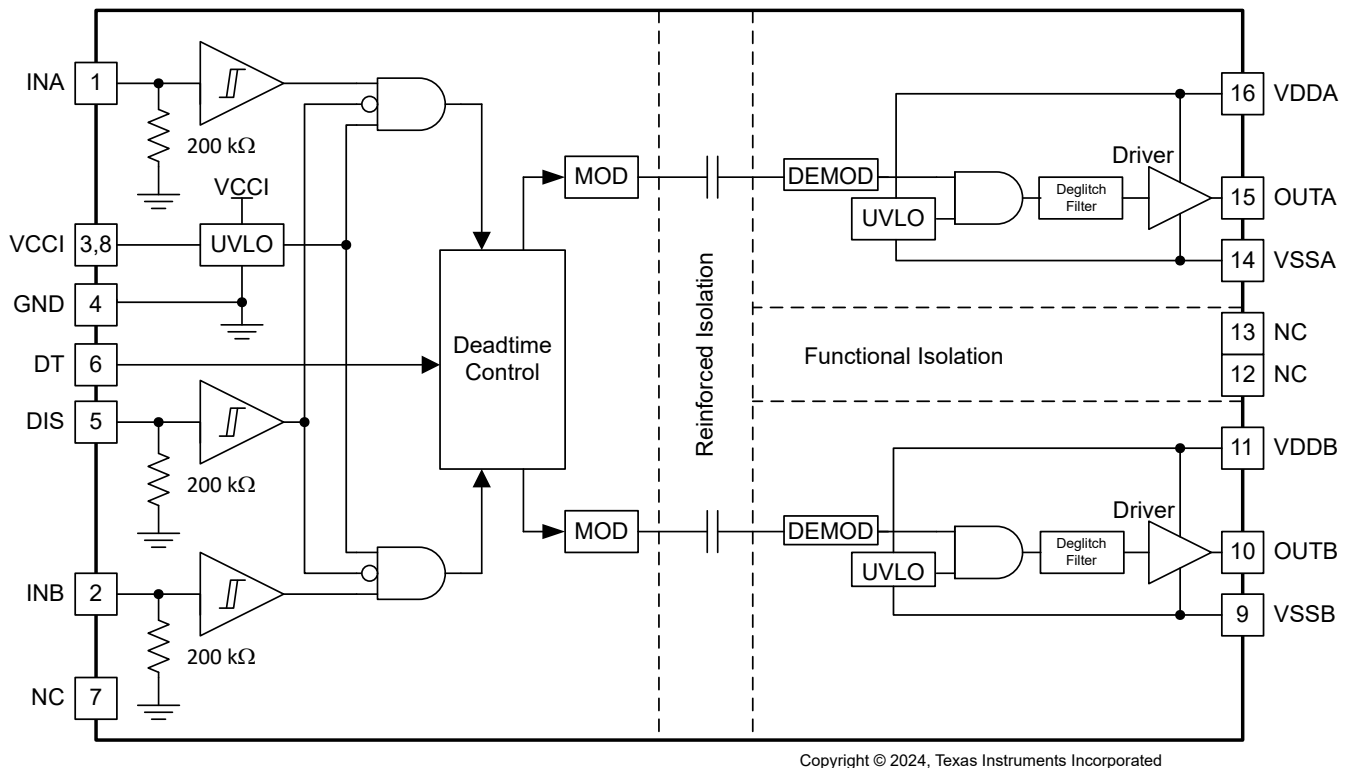 INA 1
200 kΩ
VCCI
VCCI 3,8
UVLO
GND 4
DT 6
DIS 5
200 kΩ
INB 2
200 kΩ
NC 7
Deadtime
Control
MOD
MOD
Reinforced Isolation
Functional Isolation
DEMOD
UVLO
Deglitch
Filter
Driver
16 VDDA
15 OUTA
14 VSSA
13 NC
12 NC
11 VDDB
DEMOD
UVLO
Deglitch
Filter
Driver
10 OUTB
9 VSSB
Copyright © 2024, Texas Instruments Incorporated